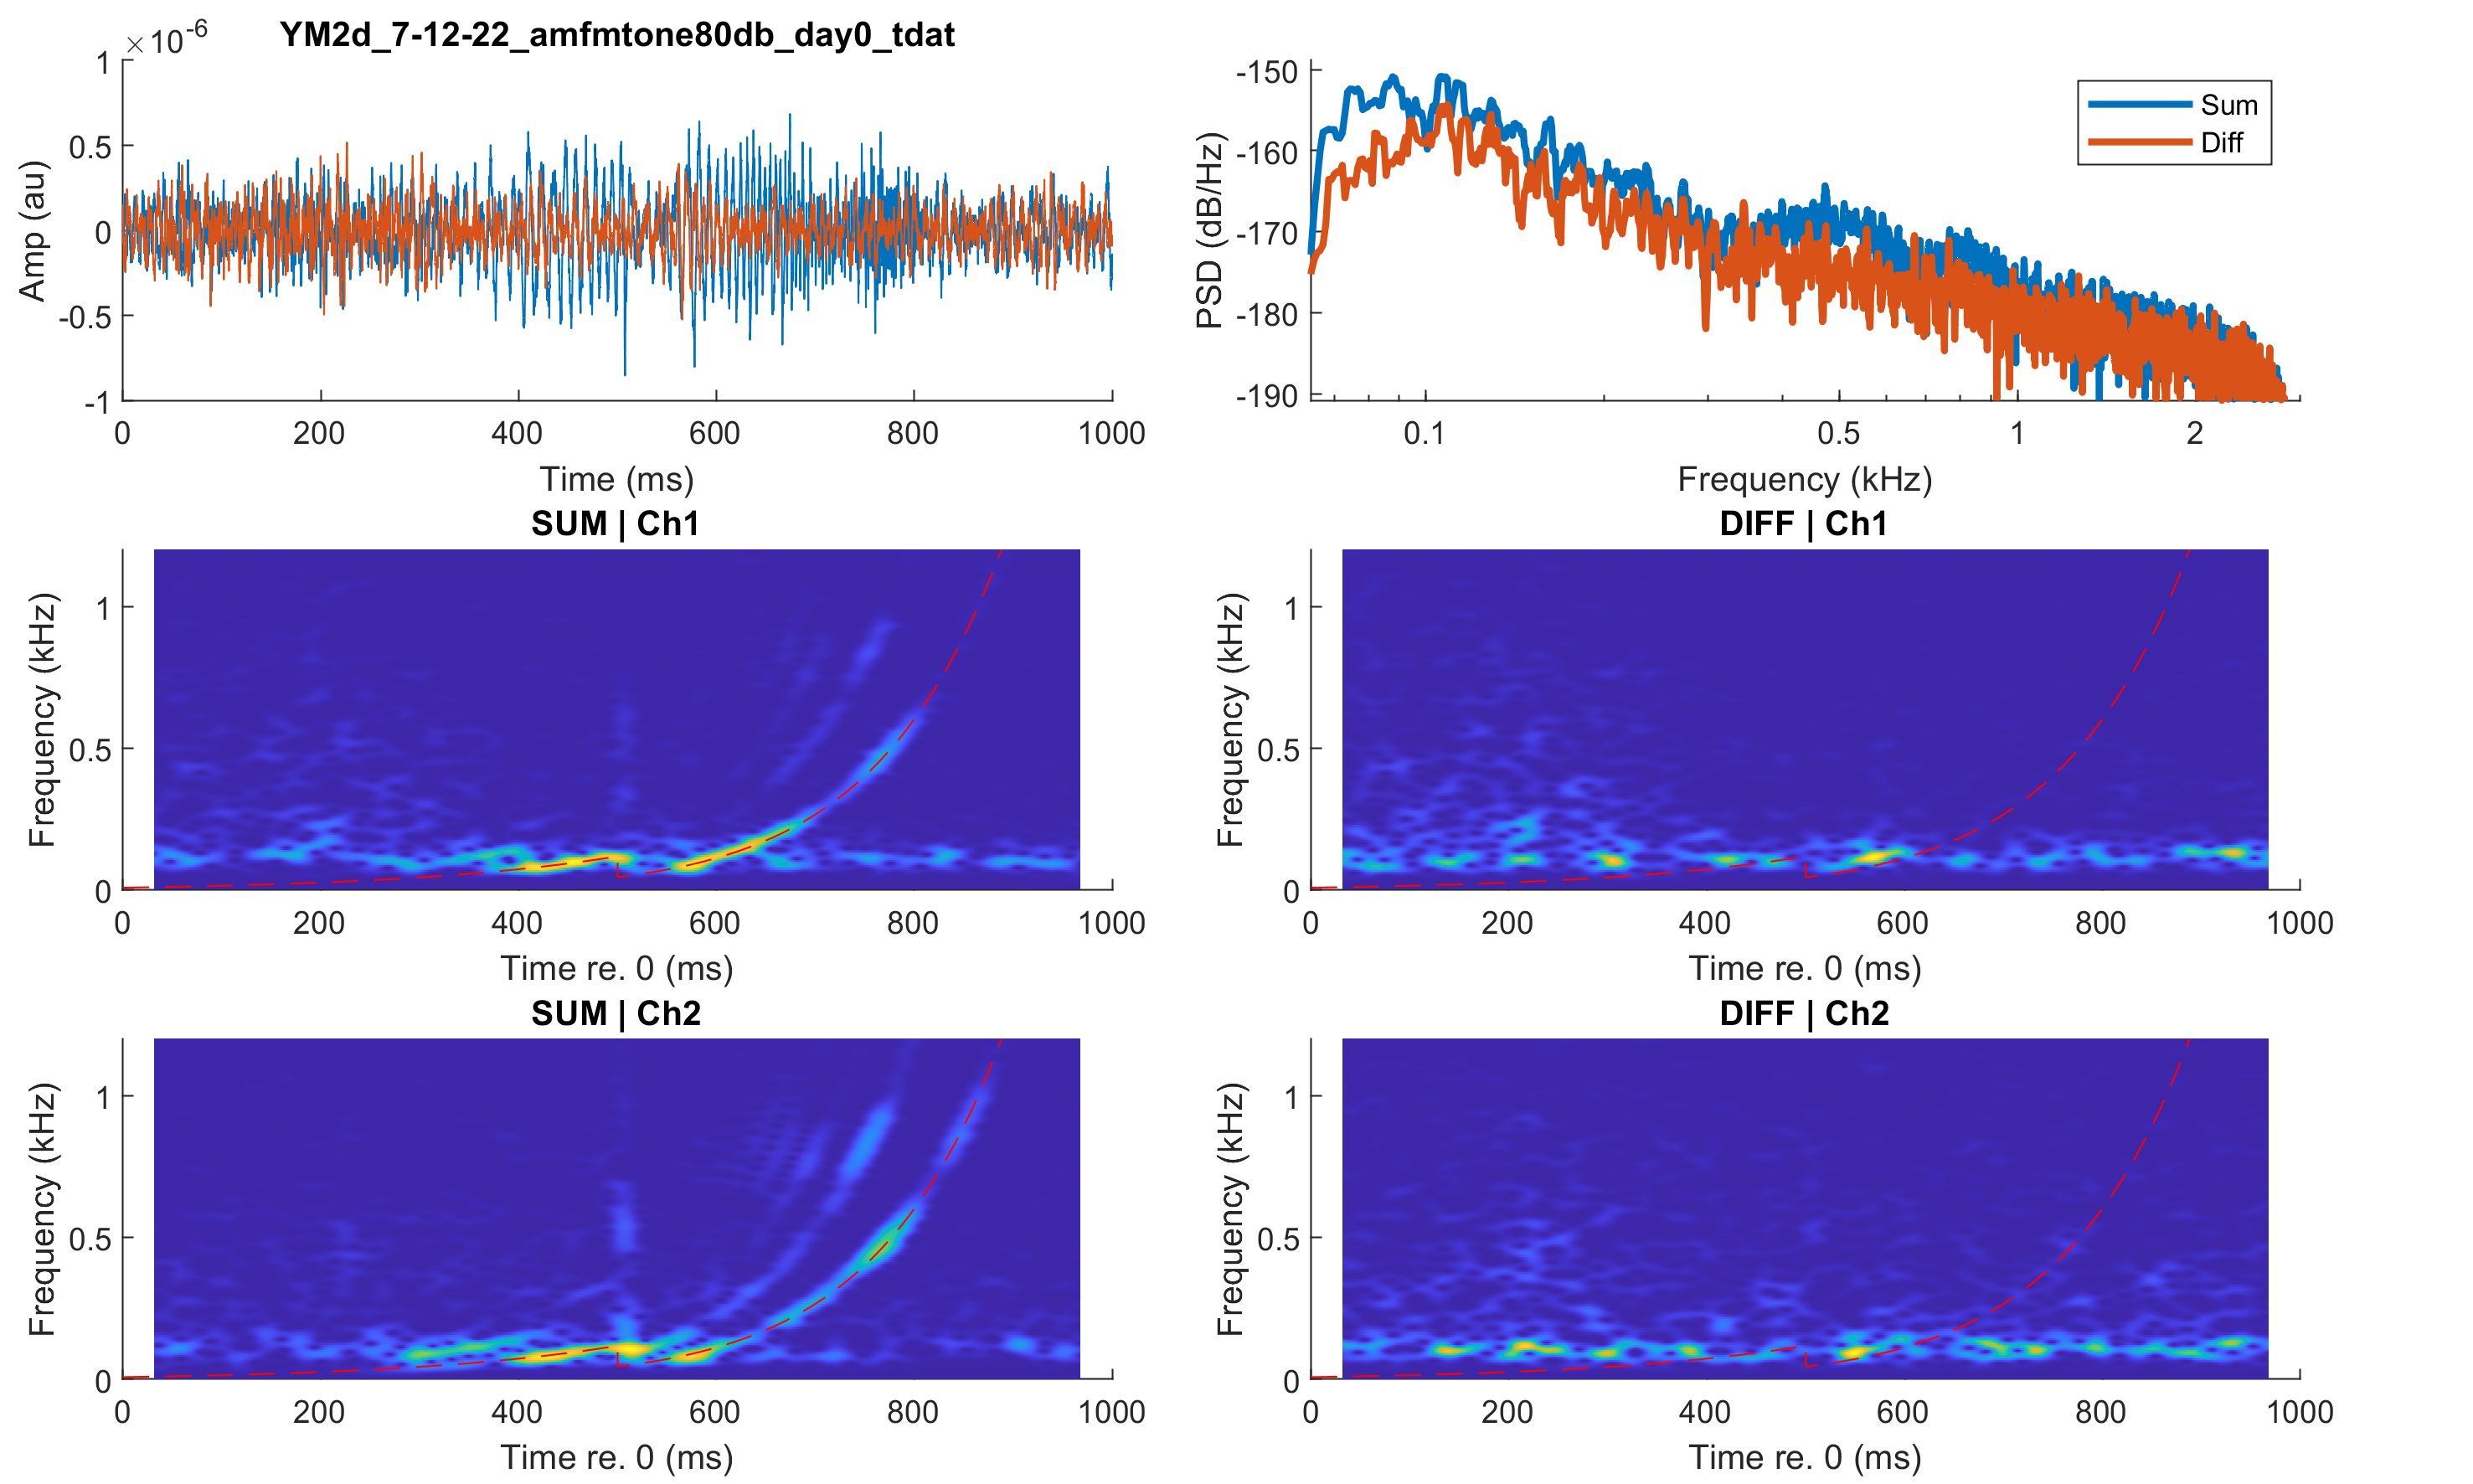 YM2d_7-12-22_amfmtone80db_day0_tdat
×10-6
1
0.5
0
-0.5
-1
Amp (au)
0 200 400 600 800 1000
Time (ms)
-150
-160
-170
-180
-190
PSD (dB/Hz)
Sum
Diff
0.1 0.5 1 2
Frequency (kHz)
SUM | Ch1
1
0.5
0
Frequency (kHz)
0 200 400 600 800 1000
Time re. 0 (ms)
DIFF | Ch1
1
0.5
0
Frequency (kHz)
0 200 400 600 800 1000
Time re. 0 (ms)
SUM | Ch2
1
0.5
0
Frequency (kHz)
0 200 400 600 800 1000
Time re. 0 (ms)
DIFF | Ch2
1
0.5
0
Frequency (kHz)
0 200 400 600 800 1000
Time re. 0 (ms)